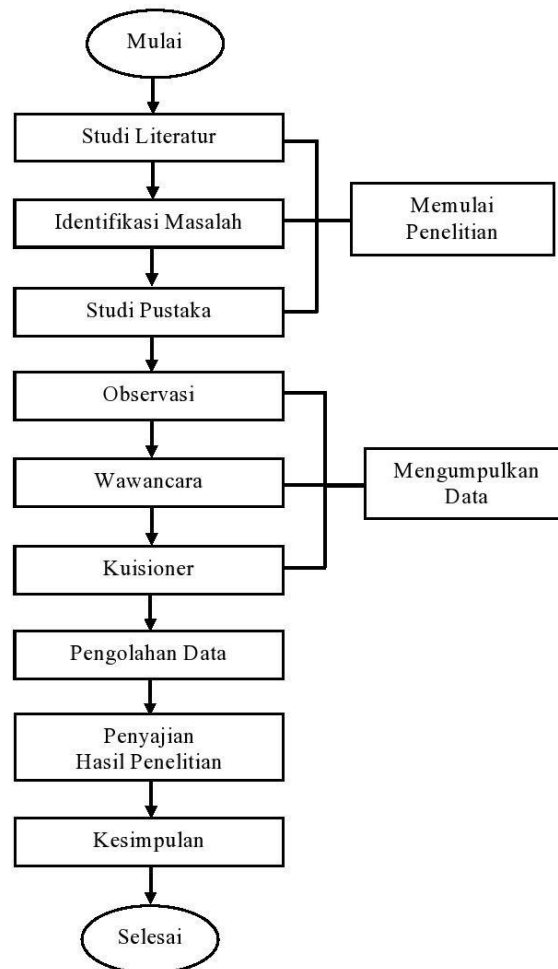 Mulai
Studi Literatur
Identifikasi Masalah
Memulai
Penelitian
Studi Pustaka
Observasi
Wawancara
Mengumpulkan
Data
Kuisioner
Pengolahan Data
Penyajian
Hasil Penelitian
Kesimpulan
Selesai